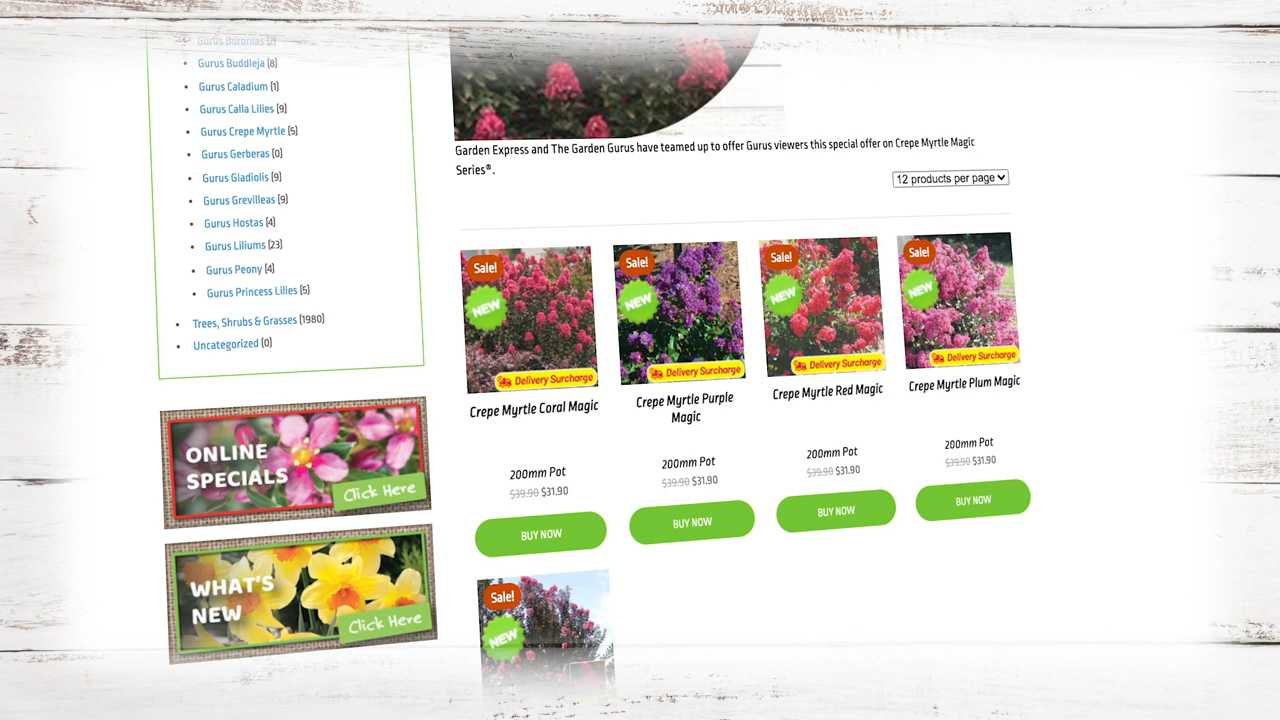 Gurus Boronias (2)
Gurus Buddleja (8)
Gurus Caladium (1)
Gurus Calla Lilies (9)
Gurus Crepe Myrtle (5)
Gurus Gerberas (0)
Gurus Gladiolis (9)
Gurus Grevilleas (9)
Gurus Hostas (4)
Gurus Liliums (23)
Gurus Peony (4)
Gurus Princess Lilies (5)
Trees, Shrubs & Grasses (1980)
Uncategorized (0)
ONLINE
SPECIALS
Click Here
WHAT'S
NEW
Click Here
Garden Express and The Garden Gurus have teamed up to offer Gurus viewers this special offer on Crepe Myrtle Magic
Series®.
12 products per page
Sale!
NEW
Delivery Surcharge
Crepe Myrtle Coral Magic
200mm Pot
$39.90 $31.90
BUY NOW
Sale!
NEW
Delivery Surcharge
Crepe Myrtle Purple
Magic
200mm Pot
$39.90 $31.90
BUY NOW
Sale!
NEW
Delivery Surcharge
Crepe Myrtle Red Magic
200mm Pot
$39.90 $31.90
BUY NOW
Sale!
NEW
Delivery Surcharge
Crepe Myrtle Plum Magic
200mm Pot
$39.90 $31.90
BUY NOW
Sale!
NEW